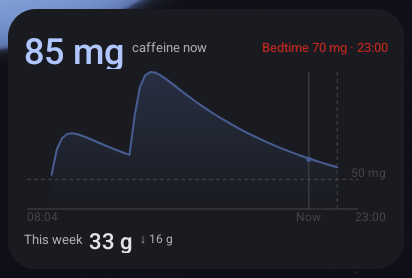 85 mg caffeine now Bedtime 70 mg · 23:00
50 mg
08:04 Now 23:00
This week 33 g ↓ 16 g